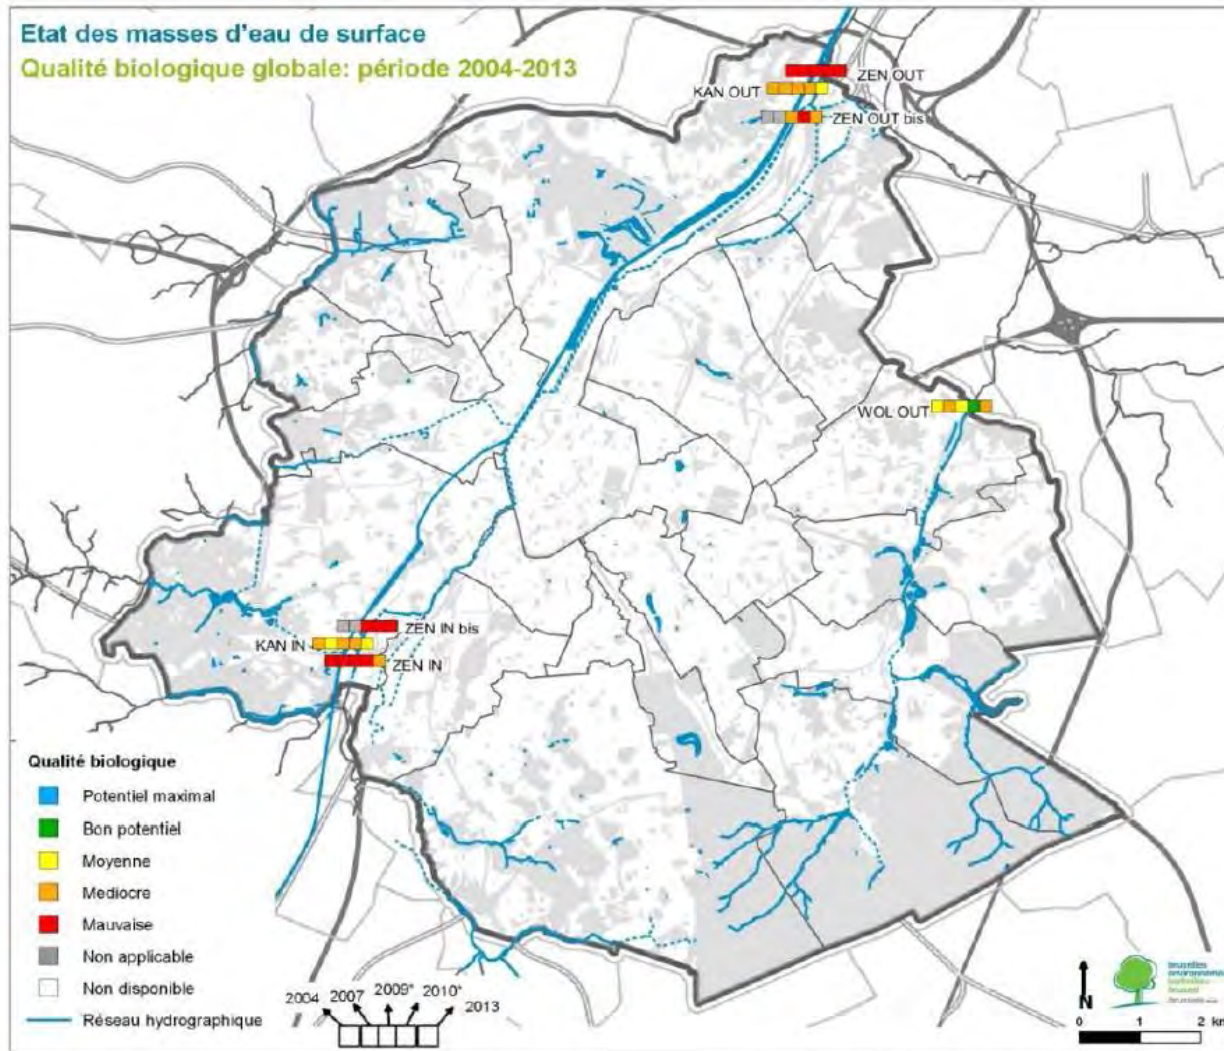 Etat des masses d'eau de surface
Qualité biologique globale: période 2004-2013
ZEN OUT
KAN OUT
ZEN OUT bis
WOL OUT
ZEN IN bis
KAN IN
ZEN IN
Qualité biologique
Potentiel maximal
Bon potentiel
Moyenne
Mediocre
Mauvaise
Non applicable
Non disponible
Réseau hydrographique
2004 2007 2009* 2010* 2013
N
bruxelles
environnement
0 1 2 km